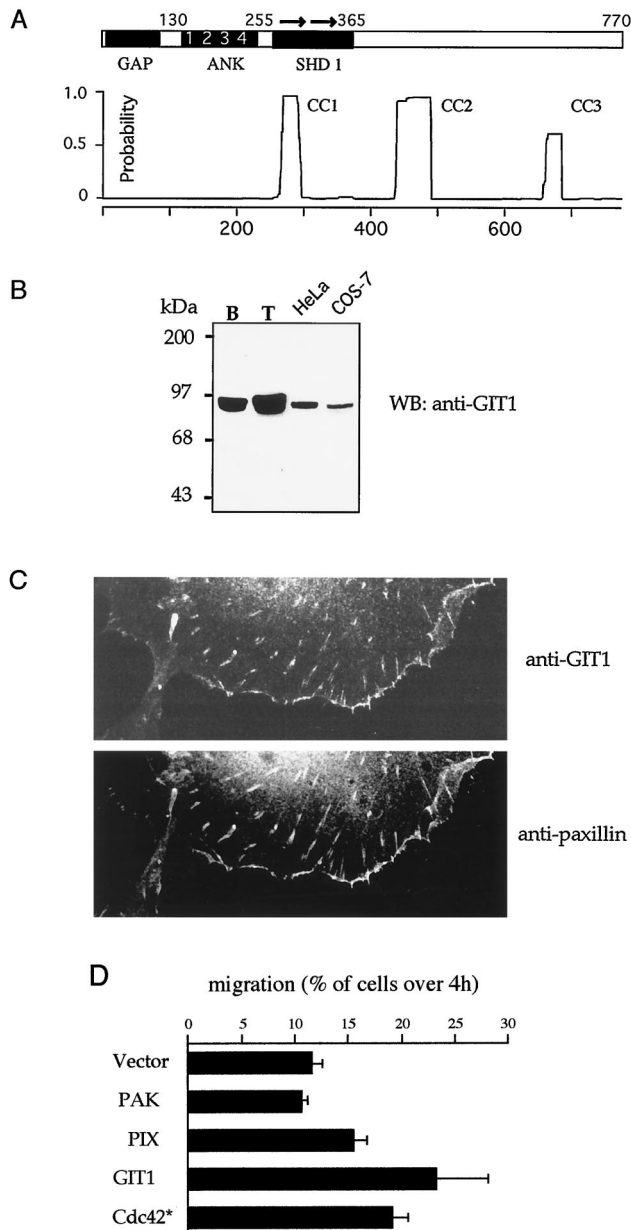 A
130 255 365 770
1 2 3 4
GAP ANK SHD 1
1.0
0.5
0
Probability
CC1 CC2 CC3
200 400 600
B
kDa B T HeLa COS-7
200
97
68
43
WB: anti-GIT1
C
anti-GIT1
anti-paxillin
D
migration (% of cells over 4h)
0 5 10 15 20 25 30
Vector
PAK
PIX
GIT1
Cdc42*